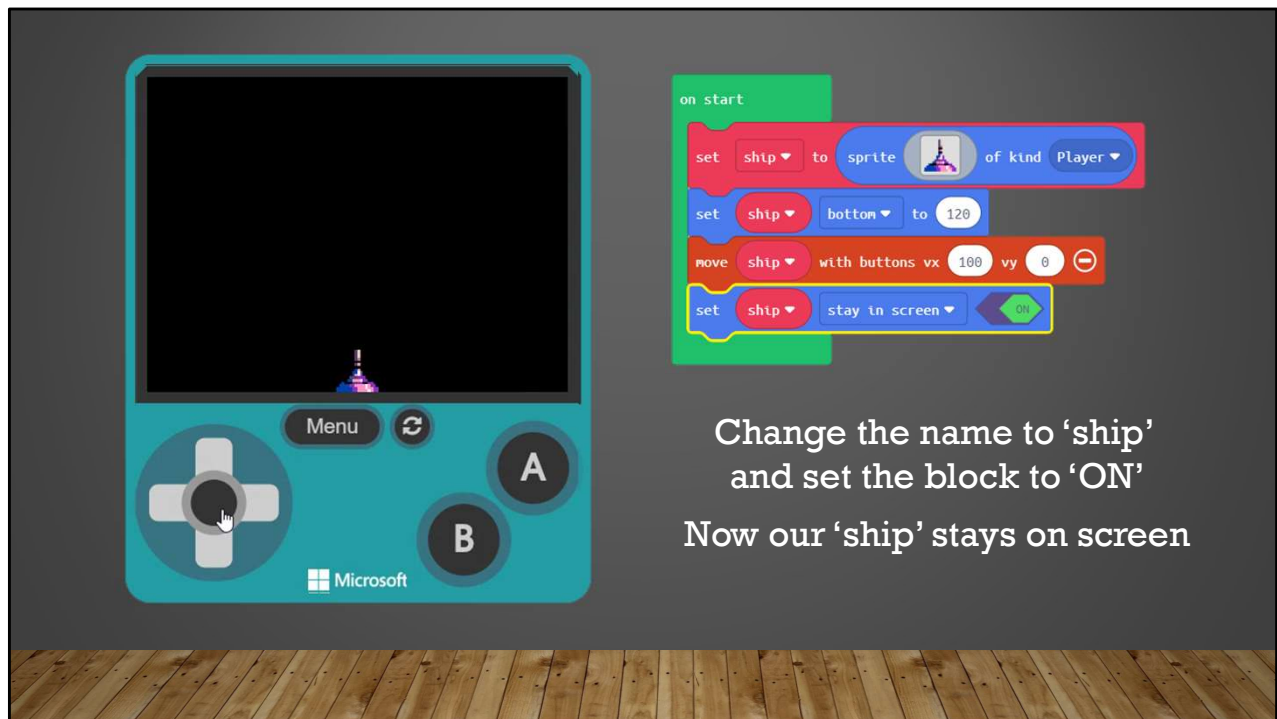 on start
set ship to sprite of kind Player
set ship bottom to 120
move ship with buttons vx 100 vy 0
set ship stay in screen ON
Menu
A
B
Microsoft
Change the name to ‘ship’
and set the block to ‘ON’
Now our ‘ship’ stays on screen